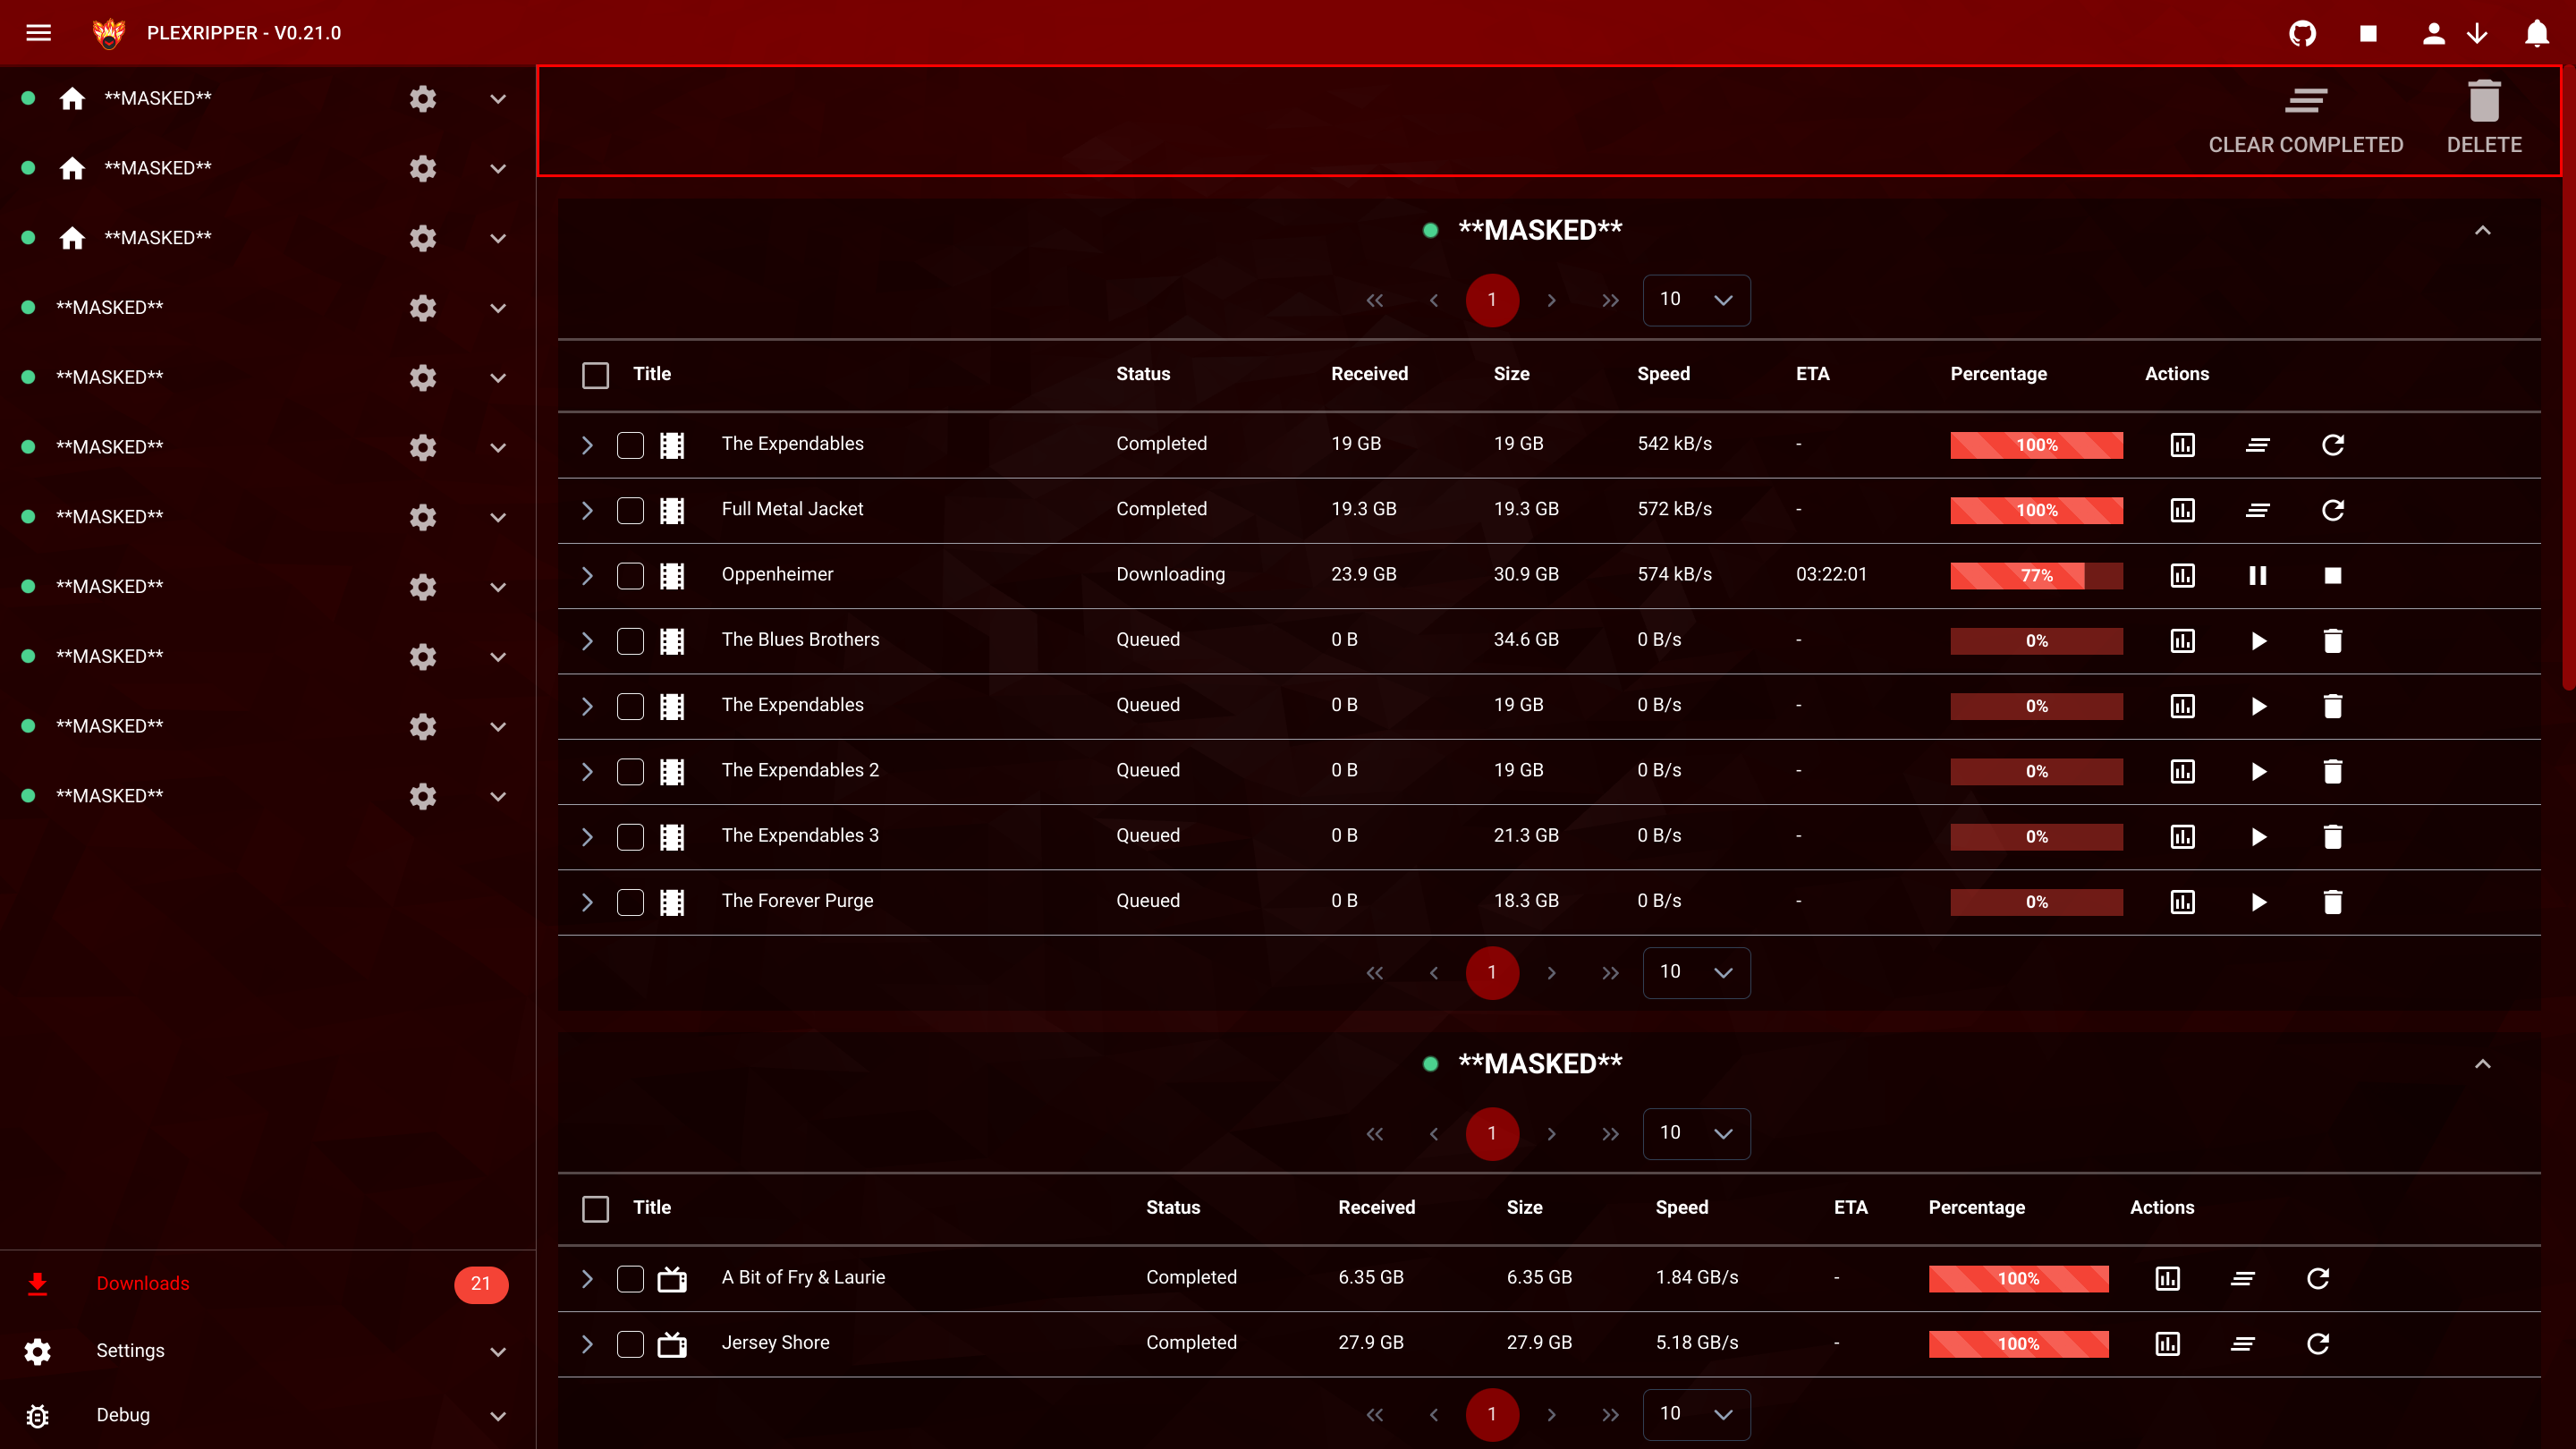 PLEXRIPPER - V0.21.0
**MASKED**
**MASKED**
**MASKED**
**MASKED**
**MASKED**
**MASKED**
**MASKED**
**MASKED**
**MASKED**
**MASKED**
**MASKED**
Downloads 21
Settings
Debug
CLEAR COMPLETED DELETE
**MASKED**
1 10
Title Status Received Size Speed ETA Percentage Actions
The Expendables Completed 19 GB 19 GB 542 kB/s - 100%
Full Metal Jacket Completed 19.3 GB 19.3 GB 572 kB/s - 100%
Oppenheimer Downloading 23.9 GB 30.9 GB 574 kB/s 03:22:01 77%
The Blues Brothers Queued 0 B 34.6 GB 0 B/s - 0%
The Expendables Queued 0 B 19 GB 0 B/s - 0%
The Expendables 2 Queued 0 B 19 GB 0 B/s - 0%
The Expendables 3 Queued 0 B 21.3 GB 0 B/s - 0%
The Forever Purge Queued 0 B 18.3 GB 0 B/s - 0%
1 10
**MASKED**
1 10
Title Status Received Size Speed ETA Percentage Actions
A Bit of Fry & Laurie Completed 6.35 GB 6.35 GB 1.84 GB/s - 100%
Jersey Shore Completed 27.9 GB 27.9 GB 5.18 GB/s - 100%
1 10